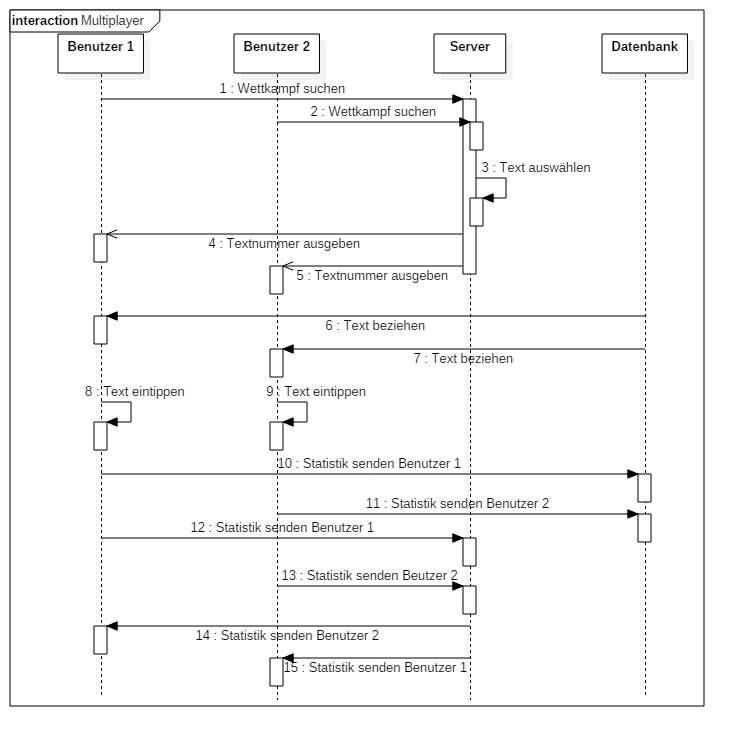 interaction Multiplayer
Benutzer 1
Benutzer 2
Server
Datenbank
1 : Wettkampf suchen
2 : Wettkampf suchen
3 : Text auswählen
4 : Textnummer ausgeben
5 : Textnummer ausgeben
6 : Text beziehen
7 : Text beziehen
8 : Text eintippen
9 : Text eintippen
10 : Statistik senden Benutzer 1
11 : Statistik senden Benutzer 2
12 : Statistik senden Benutzer 1
13 : Statistik senden Beutzer 2
14 : Statistik senden Benutzer 2
15 : Statistik senden Benutzer 1